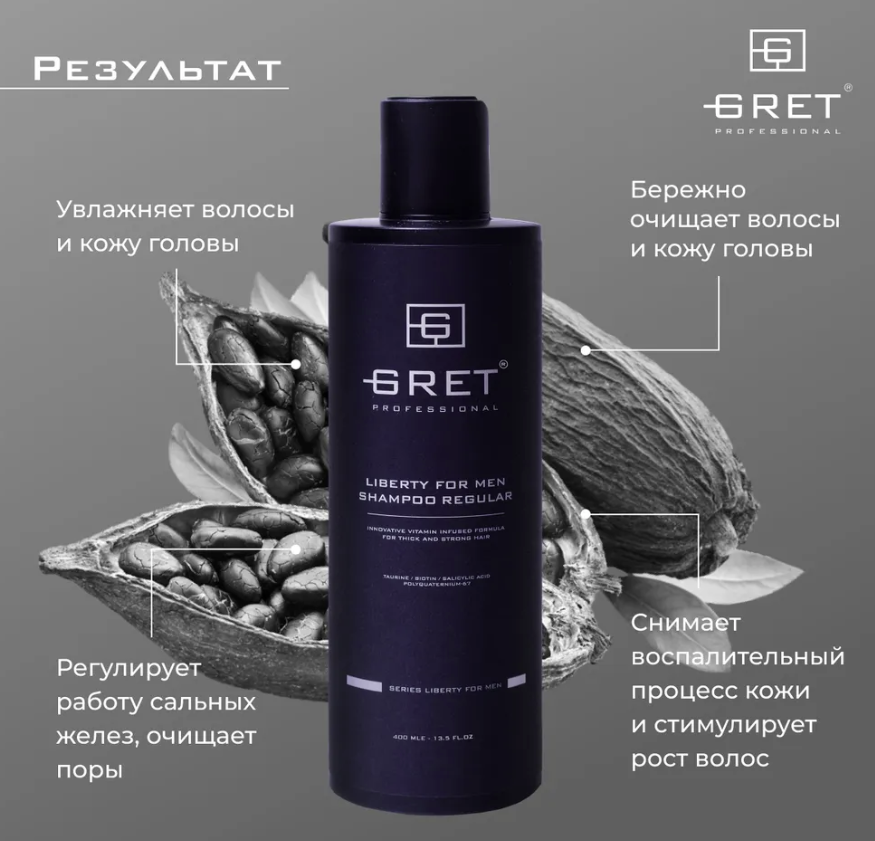 Результат
GRET®
PROFESSIONAL
Увлажняет волосы
и кожу головы
Бережно
очищает волосы
и кожу головы
GRET®
PROFESSIONAL
LIBERTY FOR MEN
SHAMPOO REGULAR
INNOVATIVE VITAMIN INFUSED FORMULA
FOR THICK AND STRONG HAIR
TAURINE / BIOTIN / SALICYLIC ACID
POLYQUATERNIUM-67
SERIES LIBERTY FOR MEN
400 MLE - 13.5 FL.OZ
Регулирует
работу сальных
желез, очищает
поры
Снимает
воспалительный
процесс кожи
и стимулирует
рост волос